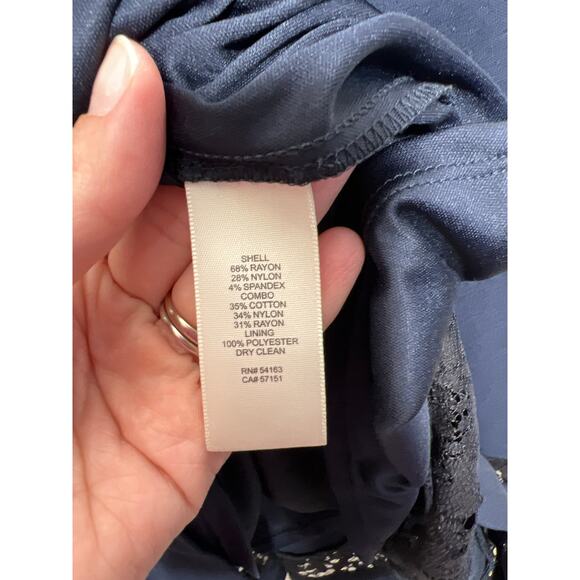 SHELL
68% RAYON
28% NYLON
4% SPANDEX
COMBO
35% COTTON
34% NYLON
31% RAYON
LINING
100% POLYESTER
DRY CLEAN
RN# 54163
CA# 57151